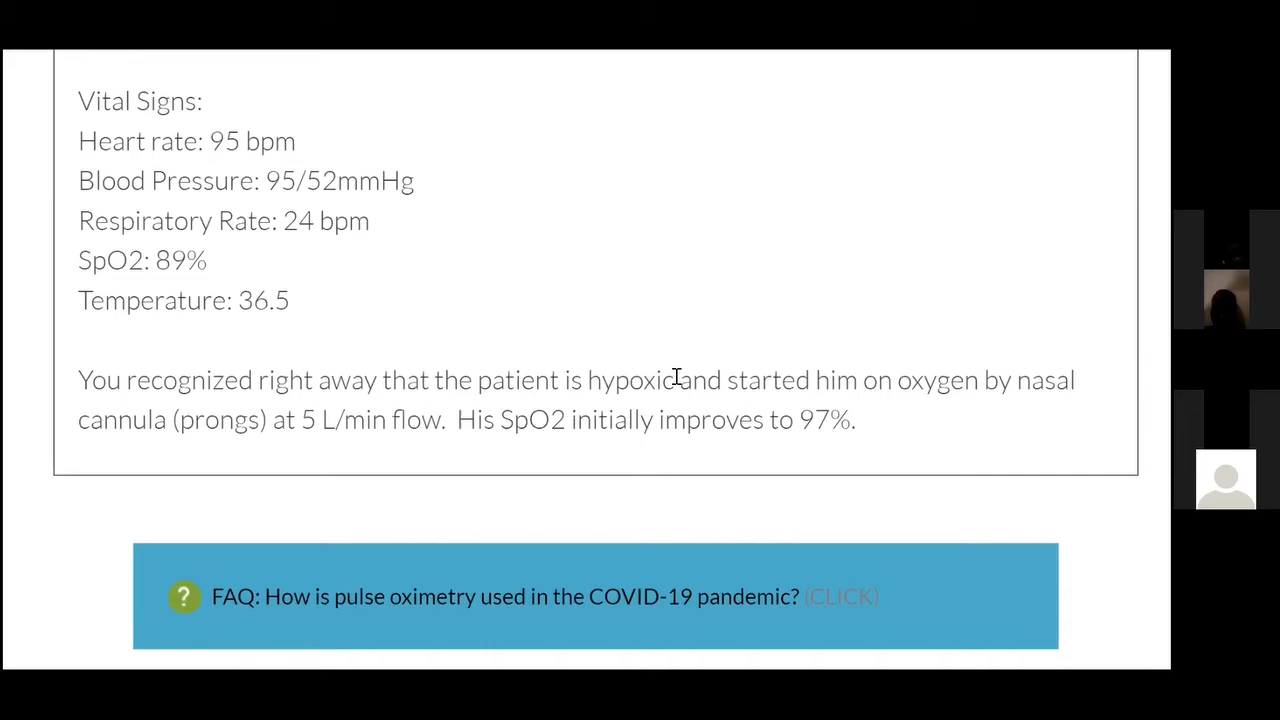 Vital Signs:
Heart rate: 95 bpm
Blood Pressure: 95/52mmHg
Respiratory Rate: 24 bpm
SpO2: 89%
Temperature: 36.5
You recognized right away that the patient is hypoxic and started him on oxygen by nasal
cannula (prongs) at 5 L/min flow.  His SpO2 initially improves to 97%.
? FAQ: How is pulse oximetry used in the COVID-19 pandemic? (CLICK)